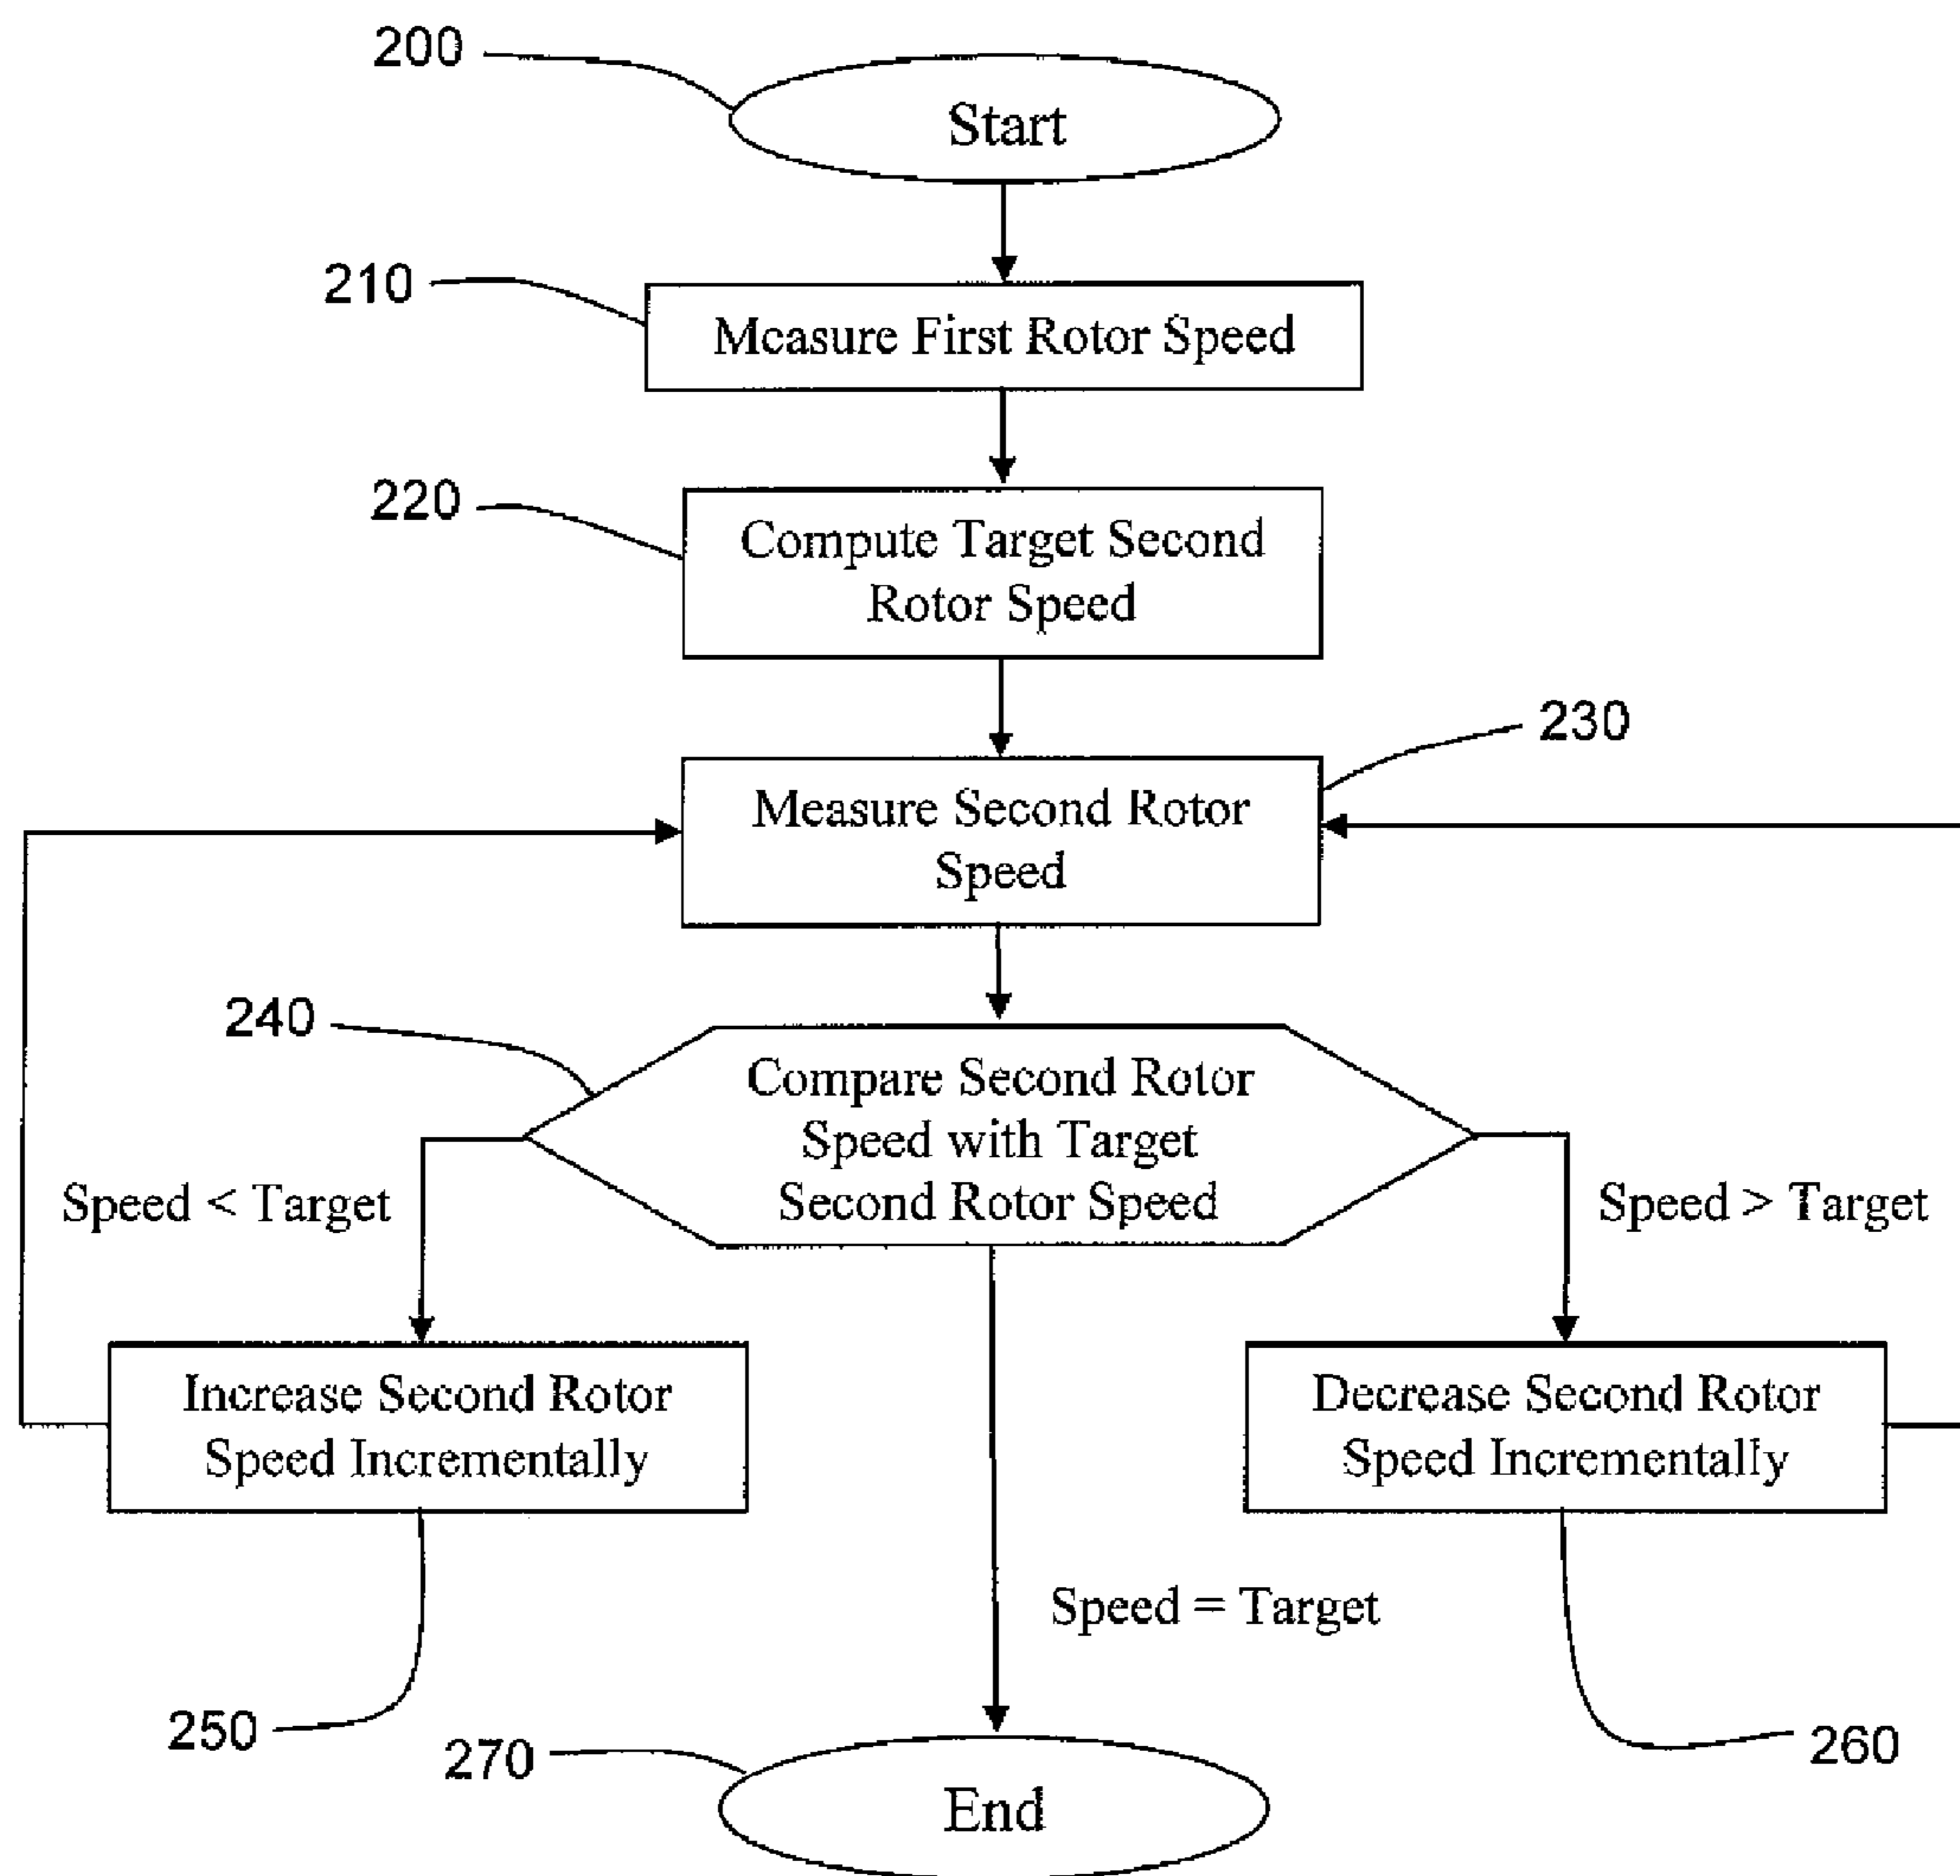 200
Start
210
Measure First Rotor Speed
220
Compute Target Second
Rotor Speed
230
Measure Second Rotor
Speed
240
Compare Second Rotor
Speed with Target
Second Rotor Speed
Speed < Target
Speed > Target
Increase Second Rotor
Speed Incrementally
Decrease Second Rotor
Speed Incrementally
Speed = Target
250
260
270
End